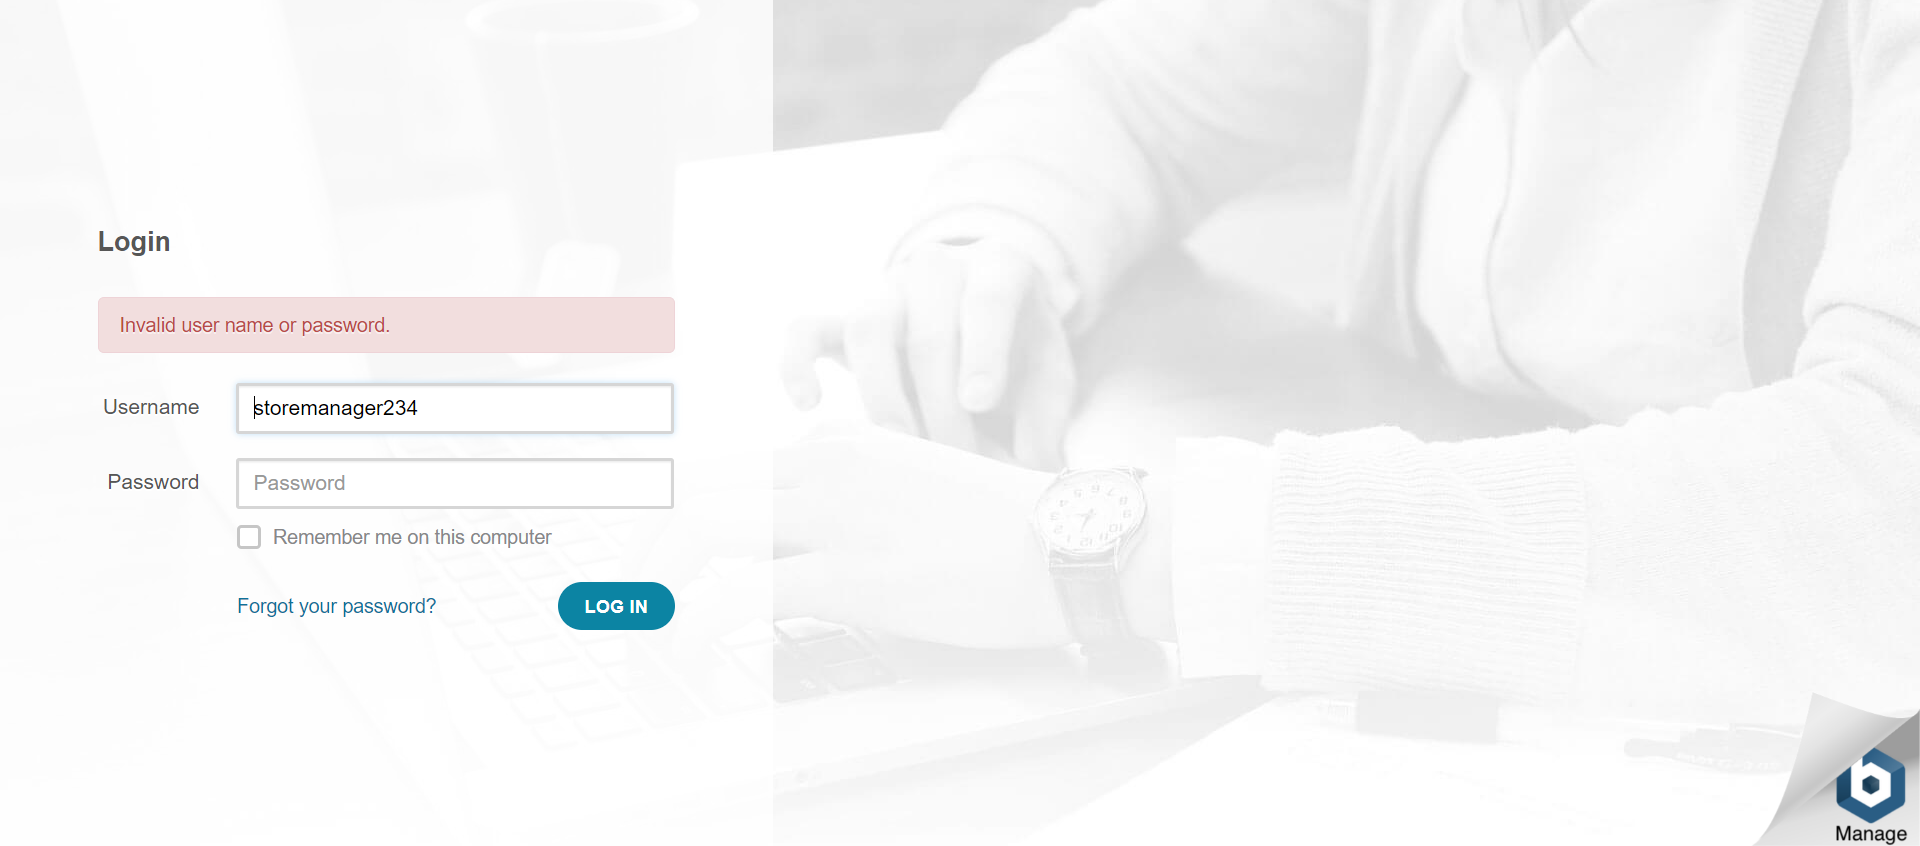 Login
Invalid user name or password.
Username
storemanager234
Password
Password
Remember me on this computer
Forgot your password?
LOG IN
Manage